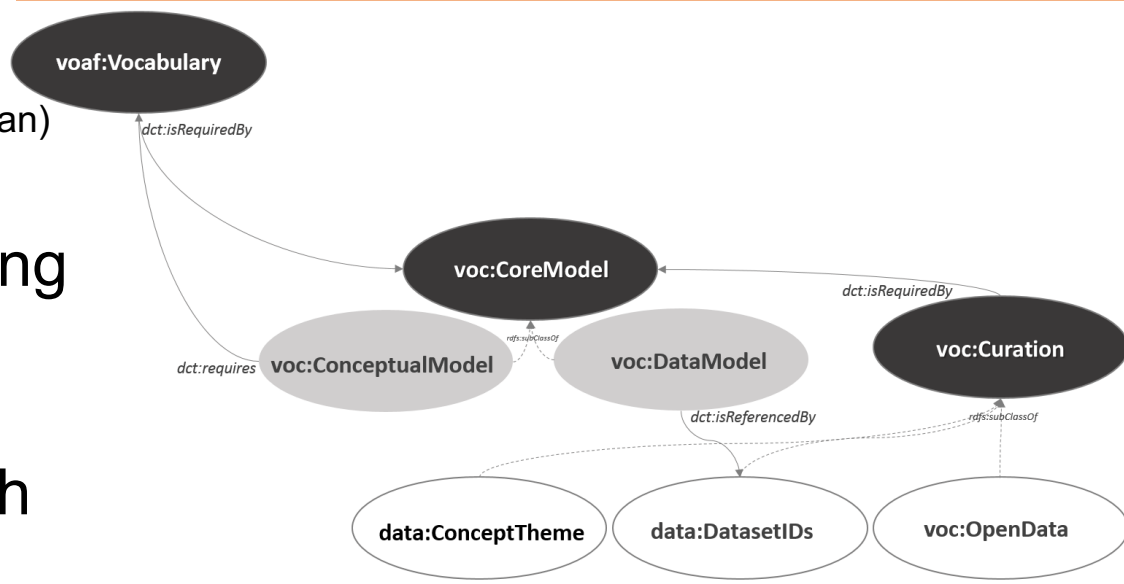 voaf:Vocabulary
an)
dct:isRequiredBy
ng
voc:CoreModel
dct:isRequiredBy
rdfs:subClassOf
voc:Curation
dct:requires
voc:ConceptualModel
voc:DataModel
dct:isReferencedBy
rdfs:subClassOf
h
data:ConceptTheme
data:DatasetIDs
voc:OpenData